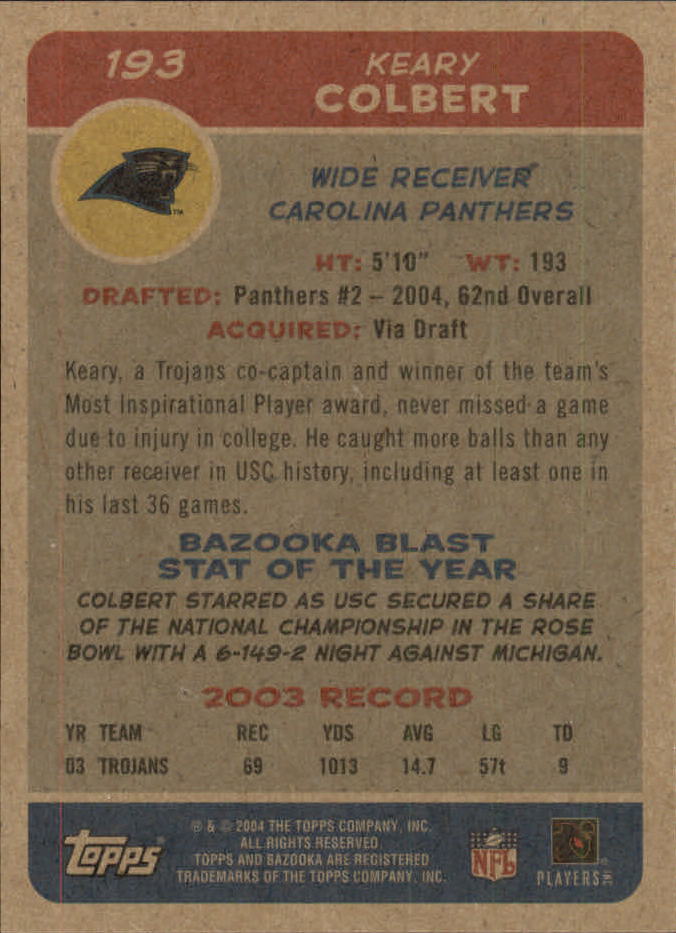 193
KEARY
COLBERT
WIDE RECEIVER
CAROLINA PANTHERS
TM
HT: 5'10" WT: 193
DRAFTED: Panthers #2 – 2004, 62nd Overall
ACQUIRED: Via Draft
Keary, a Trojans co-captain and winner of the team's
Most Inspirational Player award, never missed a game
due to injury in college. He caught more balls than any
other receiver in USC history, including at least one in
his last 36 games.
BAZOOKA BLAST
STAT OF THE YEAR
COLBERT STARRED AS USC SECURED A SHARE
OF THE NATIONAL CHAMPIONSHIP IN THE ROSE
BOWL WITH A 6-149-2 NIGHT AGAINST MICHIGAN.
2003 RECORD
YR TEAM REC YDS AVG LG TD
03 TROJANS 69 1013 14.7 57t 9
topps
® & © 2004 THE TOPPS COMPANY, INC.
ALL RIGHTS RESERVED.
TOPPS AND BAZOOKA ARE REGISTERED
TRADEMARKS OF THE TOPPS COMPANY, INC.
NFL
PLAYERS